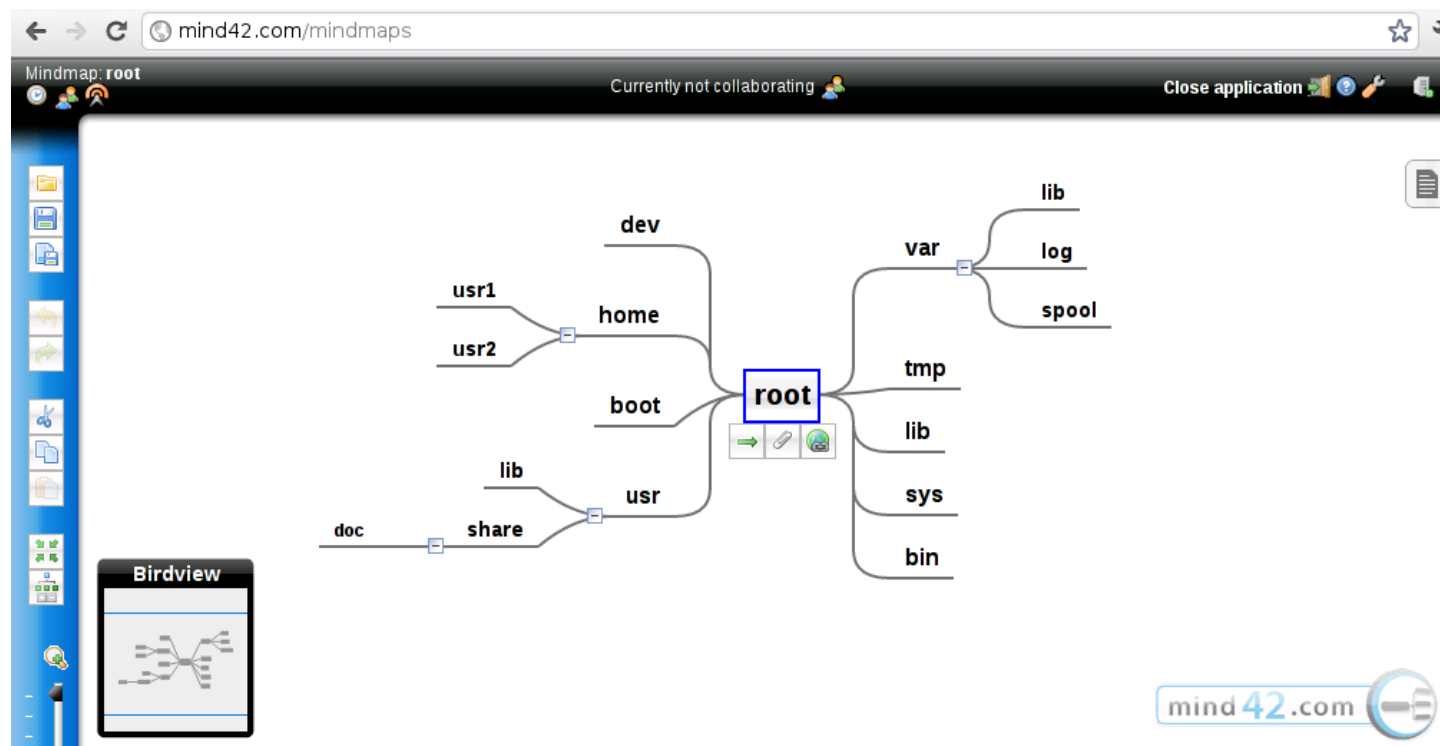 mind42.com/mindmaps
Mindmap: root
Currently not collaborating
Close application
dev
usr1
home
usr2
boot
lib
usr
doc
share
root
var
lib
log
spool
tmp
lib
sys
bin
Birdview
mind42.com